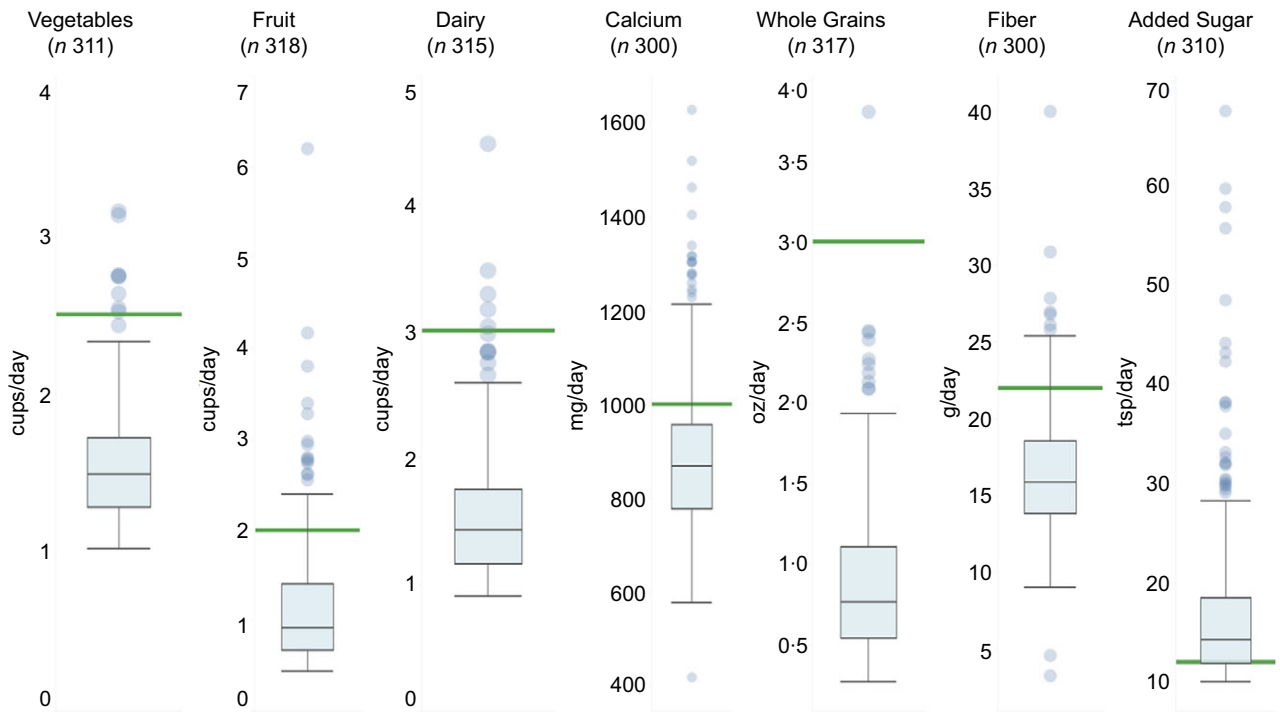 Vegetables
(n 311)
cups/day
4
3
2
1
0
Fruit
(n 318)
cups/day
7
6
5
4
3
2
1
0
Dairy
(n 315)
cups/day
5
4
3
2
1
0
Calcium
(n 300)
mg/day
1600
1400
1200
1000
800
600
400
Whole Grains
(n 317)
oz/day
4·0
3·5
3·0
2·5
2·0
1·5
1·0
0·5
Fiber
(n 300)
g/day
40
35
30
25
20
15
10
5
Added Sugar
(n 310)
tsp/day
70
60
50
40
30
20
10